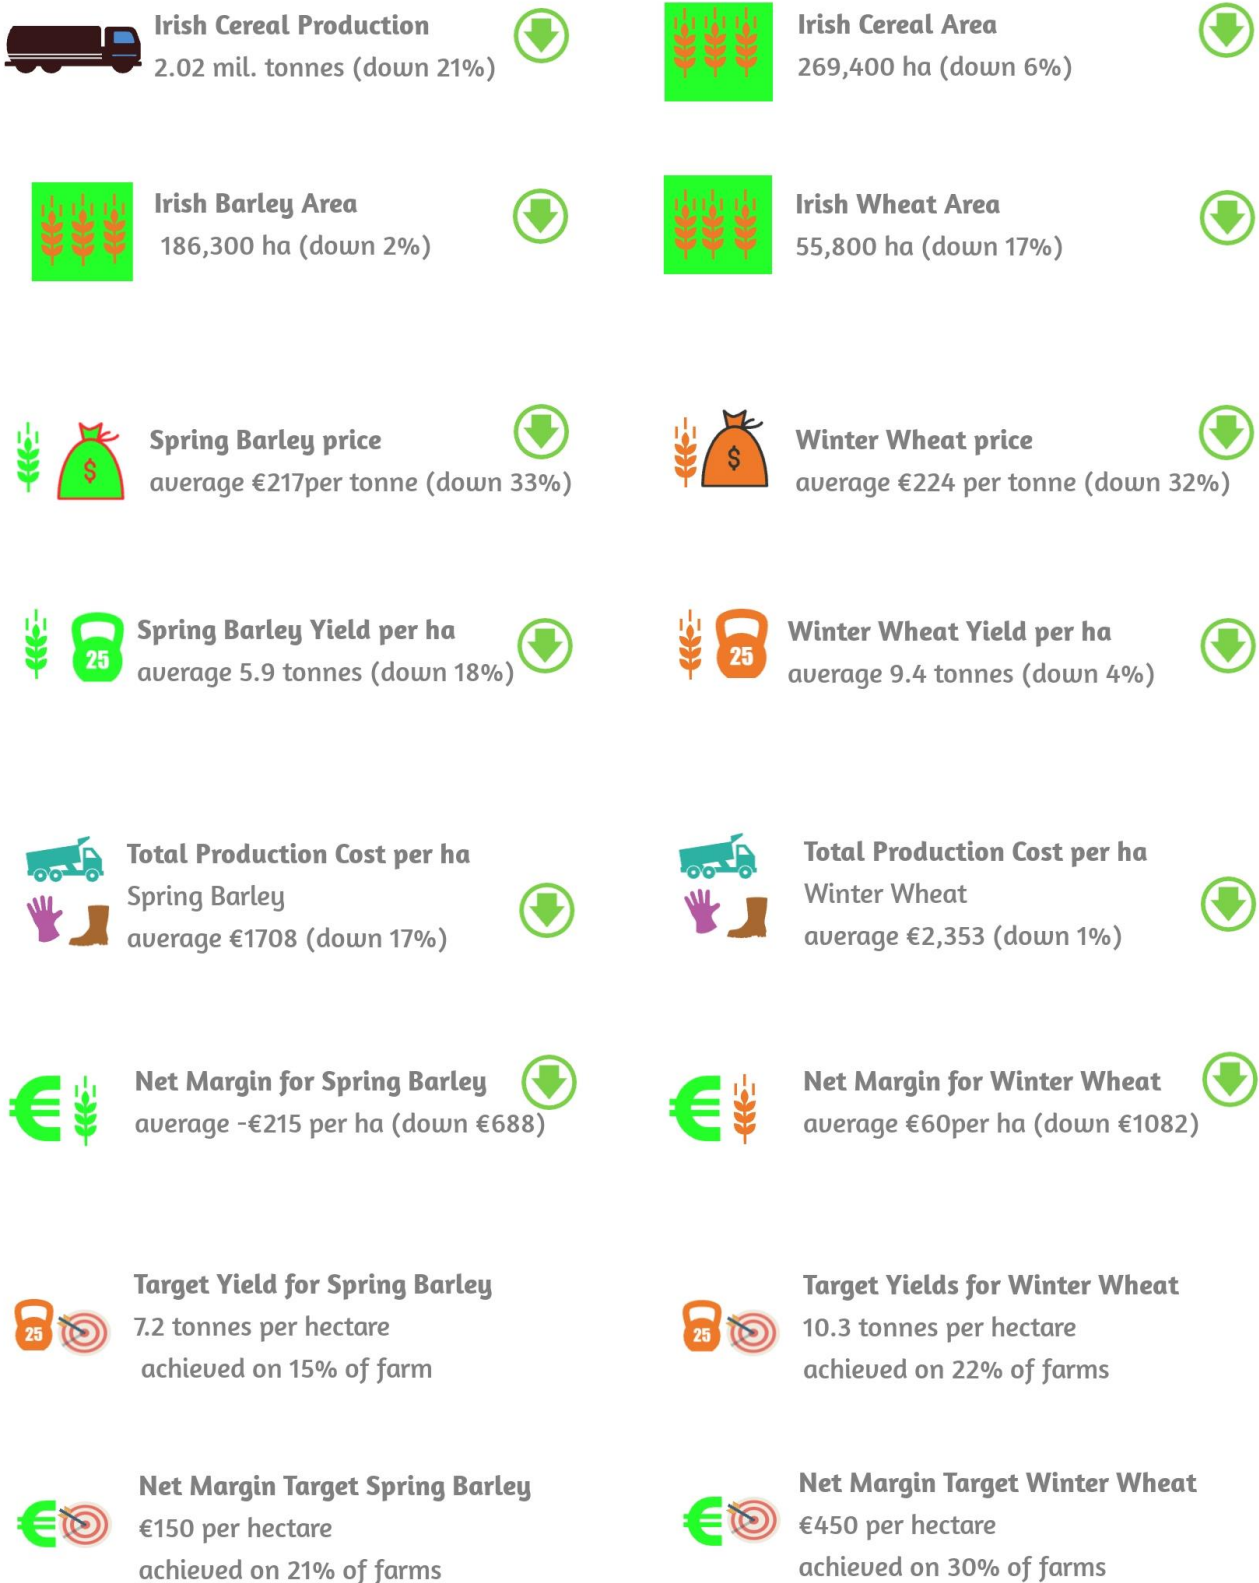 Irish Cereal Production
2.02 mil. tonnes (down 21%)
Irish Cereal Area
269,400 ha (down 6%)
Irish Barley Area
186,300 ha (down 2%)
Irish Wheat Area
55,800 ha (down 17%)
$
Spring Barley price
average €217per tonne (down 33%)
$
Winter Wheat price
average €224 per tonne (down 32%)
25
Spring Barley Yield per ha
average 5.9 tonnes (down 18%)
25
Winter Wheat Yield per ha
average 9.4 tonnes (down 4%)
Total Production Cost per ha
Spring Barley
average €1708 (down 17%)
Total Production Cost per ha
Winter Wheat
average €2,353 (down 1%)
€
Net Margin for Spring Barley
average -€215 per ha (down €688)
€
Net Margin for Winter Wheat
average €60per ha (down €1082)
25
Target Yield for Spring Barley
7.2 tonnes per hectare
achieved on 15% of farm
25
Target Yields for Winter Wheat
10.3 tonnes per hectare
achieved on 22% of farms
€
Net Margin Target Spring Barley
€150 per hectare
achieved on 21% of farms
€
Net Margin Target Winter Wheat
€450 per hectare
achieved on 30% of farms